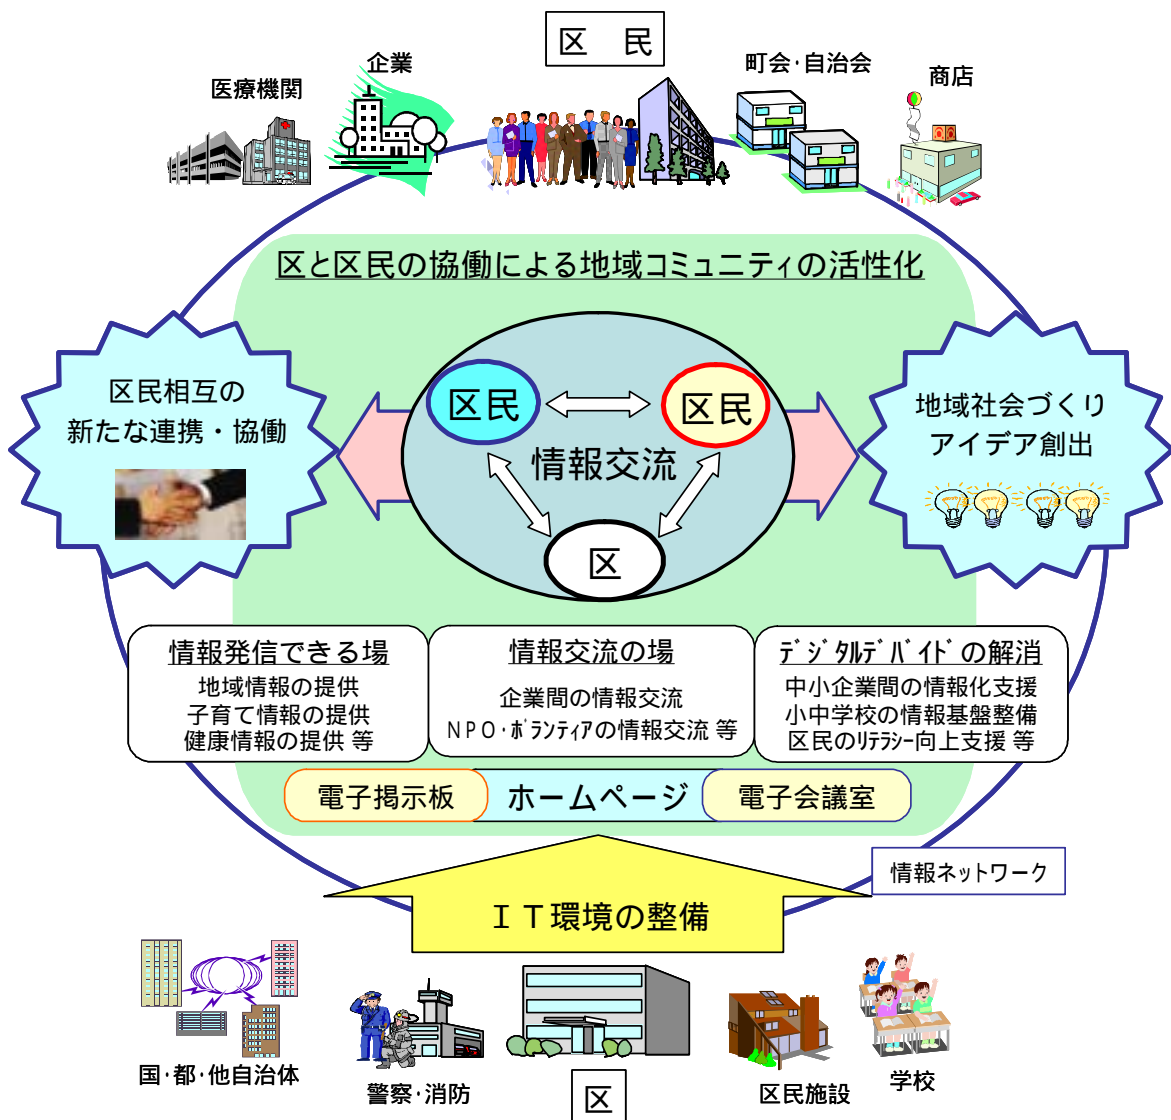 区　民
企業
町会･自治会
商店
医療機関
区と区民の協働による地域コミュニティの活性化
区民相互の
新たな連携・協働
区民
区民
情報交流
区
地域社会づくり
アイデア創出
情報発信できる場
地域情報の提供
子育て情報の提供
健康情報の提供 等
情報交流の場
企業間の情報交流
ＮＰＯ･ﾎﾞﾗﾝﾃｨｱの情報交流 等
ﾃﾞｼﾞﾀﾙﾃﾞﾊﾞｲﾄﾞの解消
中小企業間の情報化支援
小中学校の情報基盤整備
区民のﾘﾃﾗｼｰ向上支援 等
電子掲示板
ホームページ
電子会議室
情報ネットワーク
ＩＴ環境の整備
国･都･他自治体
警察･消防
区
区民施設
学校